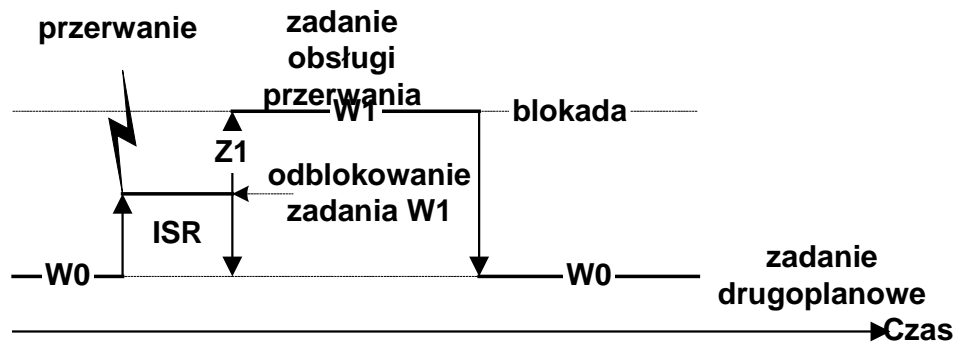 przerwanie
zadanie
obsługi
przerwania
W1
blokada
Z1
odblokowanie
zadania W1
ISR
W0
W0
zadanie
drugoplanowe
Czas